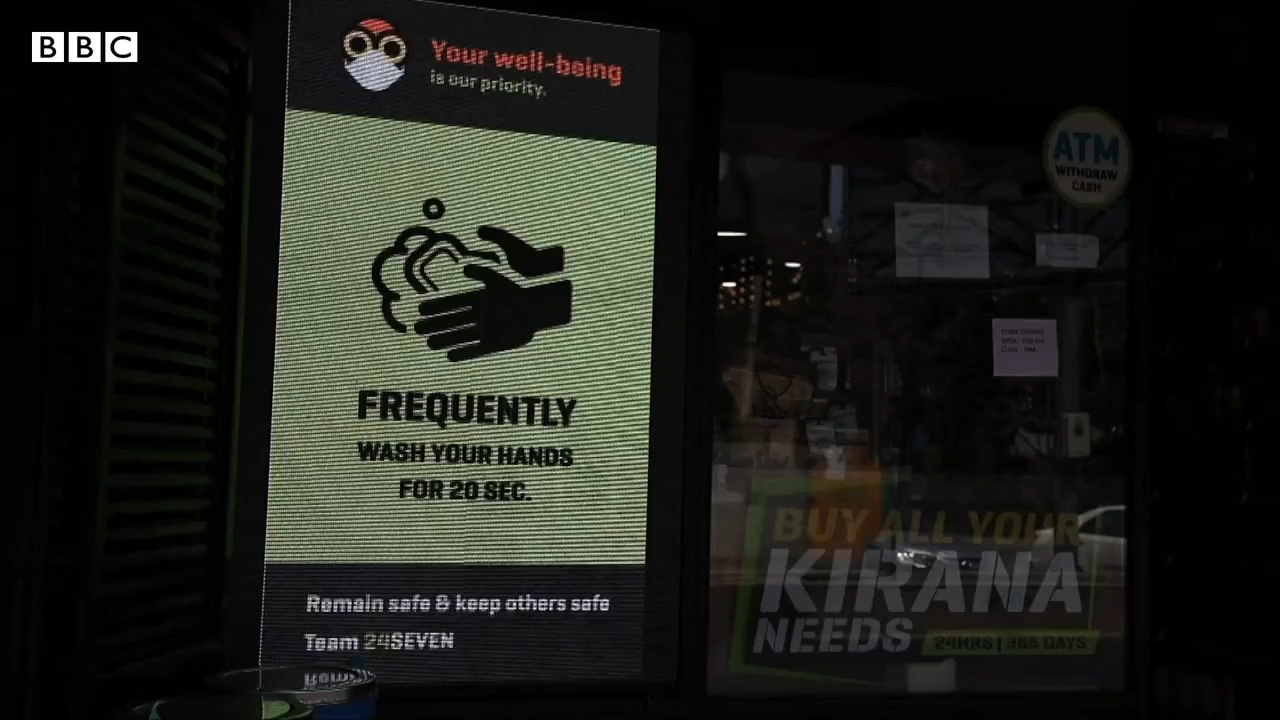 BBC
Your well-being
is our priority.
FREQUENTLY
WASH YOUR HANDS
FOR 20 SEC.
Remain safe & keep others safe
Team 24SEVEN
ATM
WITHDRAW
CASH
BUY ALL YOUR
KIRANA
NEEDS
24HRS | 365 DAYS